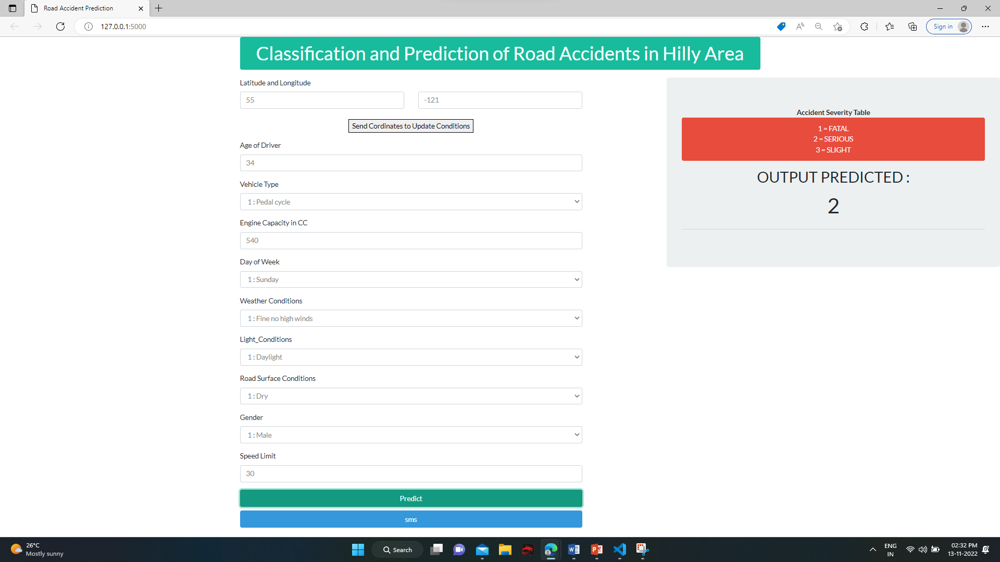 Road Accident Prediction
127.0.0.1:5000
Sign in
Classification and Prediction of Road Accidents in Hilly Area
Latitude and Longitude
55
-121
Send Cordinates to Update Conditions
Age of Driver
34
Vehicle Type
1 : Pedal cycle
Engine Capacity in CC
540
Day of Week
1 : Sunday
Weather Conditions
1 : Fine no high winds
Light_Conditions
1 : Daylight
Road Surface Conditions
1 : Dry
Gender
1 : Male
Speed Limit
30
Predict
sms
Accident Severity Table
1 = FATAL
2 = SERIOUS
3 = SLIGHT
OUTPUT PREDICTED :
2
26°C
Mostly sunny
Search
ENG
IN
02:32 PM
13-11-2022